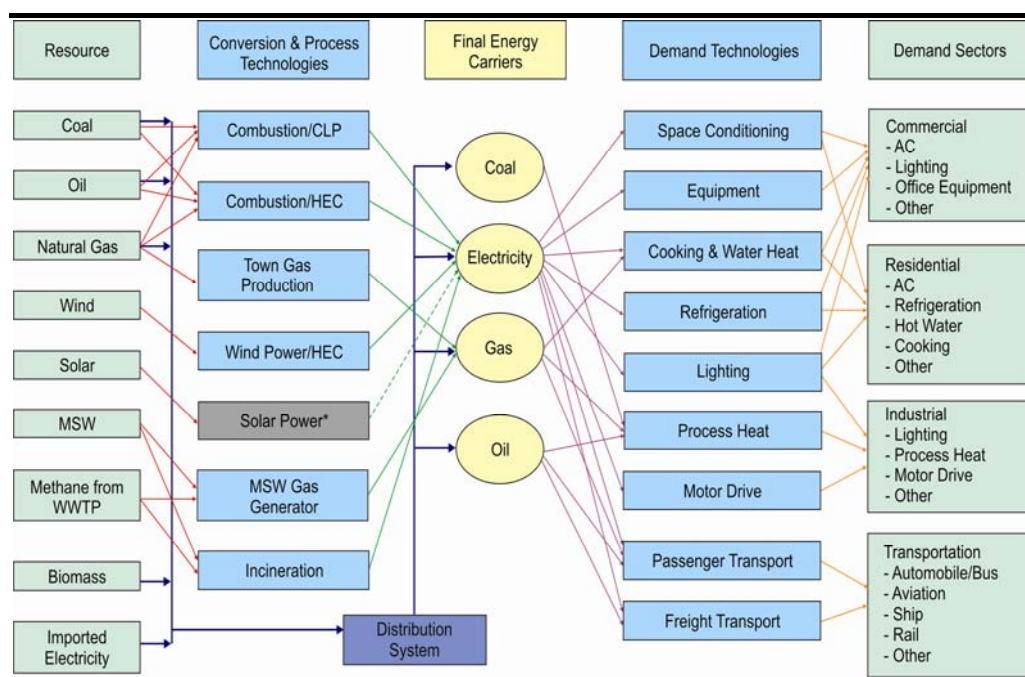 Resource
Conversion & Process
Technologies
Final Energy
Carriers
Demand Technologies
Demand Sectors
Coal
Oil
Natural Gas
Wind
Solar
MSW
Methane from
WWTP
Biomass
Imported
Electricity
Combustion/CLP
Combustion/HEC
Town Gas
Production
Wind Power/HEC
Solar Power*
MSW Gas
Generator
Incineration
Distribution
System
Coal
Electricity
Gas
Oil
Space Conditioning
Equipment
Cooking & Water Heat
Refrigeration
Lighting
Process Heat
Motor Drive
Passenger Transport
Freight Transport
Commercial
- AC
- Lighting
- Office Equipment
- Other
Residential
- AC
- Refrigeration
- Hot Water
- Cooking
- Other
Industrial
- Lighting
- Process Heat
- Motor Drive
- Other
Transportation
- Automobile/Bus
- Aviation
- Ship
- Rail
- Other